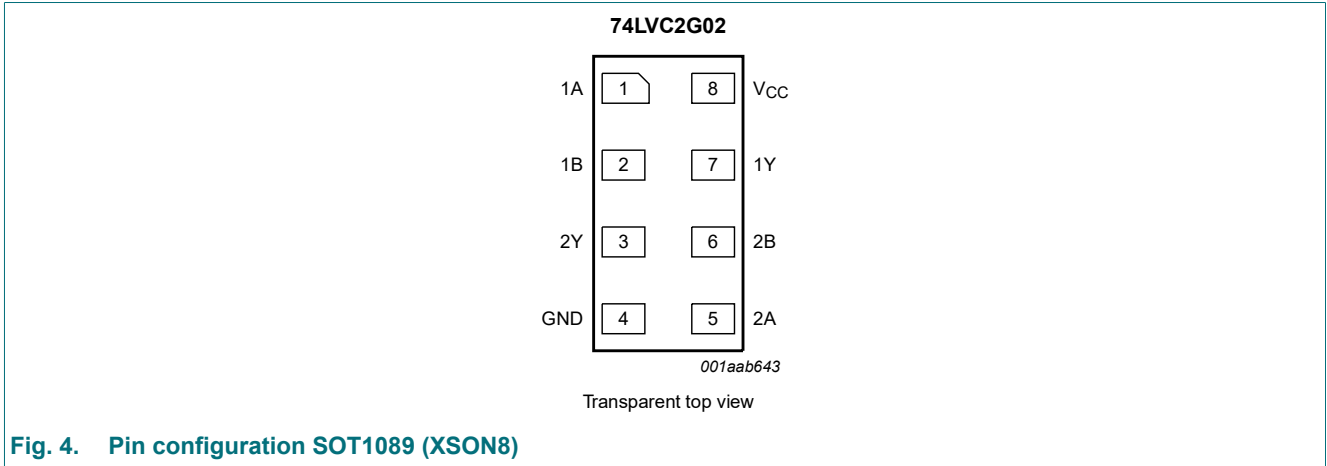 74LVC2G02
1A 1 8 VCC
1B 2 7 1Y
2Y 3 6 2B
GND 4 5 2A
001aab643
Transparent top view
Fig. 4. Pin configuration SOT1089 (XSON8)